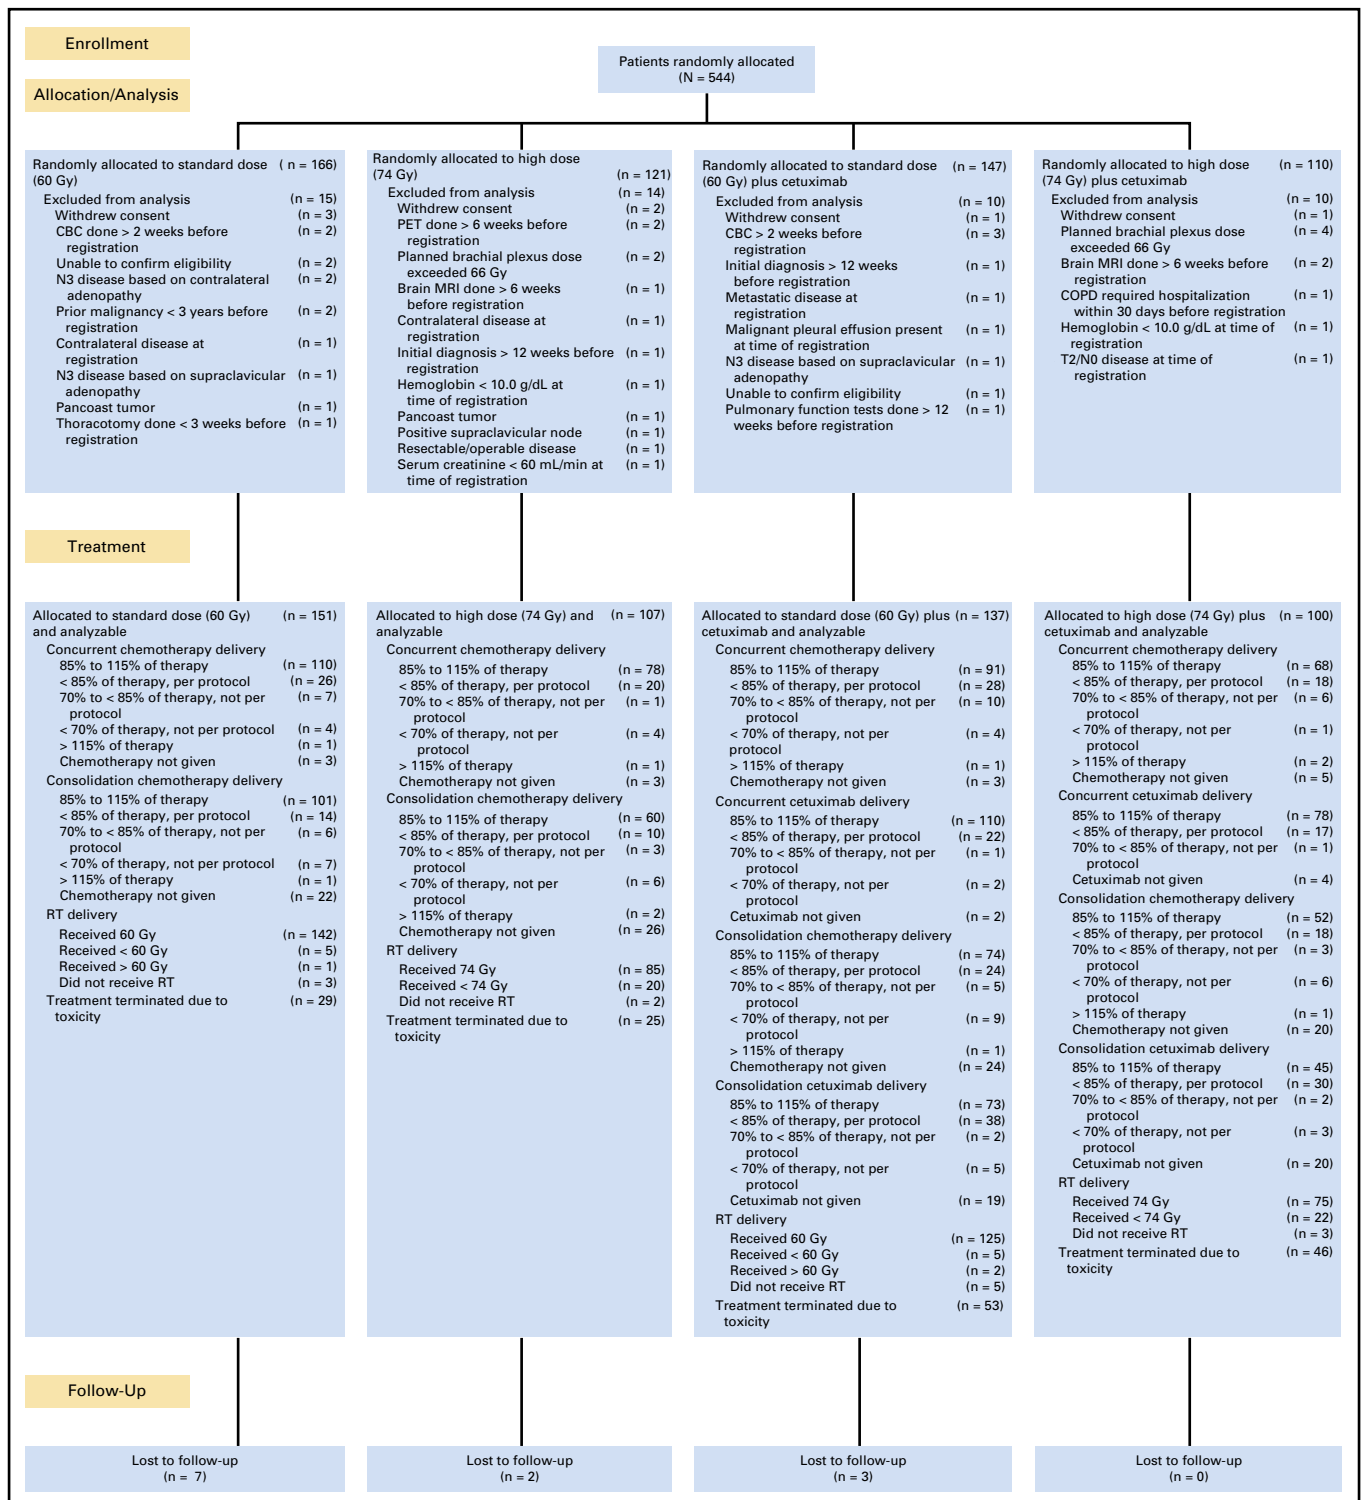 Enrollment
Patients randomly allocated
(N = 544)
Allocation/Analysis
Randomly allocated to standard dose ( n = 166)
(60 Gy)
Excluded from analysis (n = 15)
Withdrew consent (n = 3)
CBC done > 2 weeks before (n = 2)
registration
Unable to confirm eligibility (n = 2)
N3 disease based on contralateral (n = 2)
adenopathy
Prior malignancy < 3 years before (n = 2)
registration
Contralateral disease at (n = 1)
registration
N3 disease based on supraclavicular (n = 1)
adenopathy
Pancoast tumor (n = 1)
Thoracotomy done < 3 weeks before (n = 1)
registration
Randomly allocated to high dose
(74 Gy) (n = 121)
Excluded from analysis (n = 14)
Withdrew consent (n = 2)
PET done > 6 weeks before (n = 2)
registration
Planned brachial plexus dose (n = 2)
exceeded 66 Gy
Brain MRI done > 6 weeks (n = 1)
before registration
Contralateral disease at (n = 1)
registration
Initial diagnosis > 12 weeks before (n = 1)
registration
Hemoglobin < 10.0 g/dL at (n = 1)
time of registration
Pancoast tumor (n = 1)
Positive supraclavicular node (n = 1)
Resectable/operable disease (n = 1)
Serum creatinine < 60 mL/min at (n = 1)
time of registration
Randomly allocated to standard dose (n = 147)
(60 Gy) plus cetuximab
Excluded from analysis (n = 10)
Withdrew consent (n = 1)
CBC > 2 weeks before (n = 3)
registration
Initial diagnosis > 12 weeks (n = 1)
before registration
Metastatic disease at (n = 1)
registration
Malignant pleural effusion present (n = 1)
at time of registration
N3 disease based on supraclavicular (n = 1)
adenopathy
Unable to confirm eligibility (n = 1)
Pulmonary function tests done > 12 (n = 1)
weeks before registration
Randomly allocated to high dose (n = 110)
(74 Gy) plus cetuximab
Excluded from analysis (n = 10)
Withdrew consent (n = 1)
Planned brachial plexus dose (n = 4)
exceeded 66 Gy
Brain MRI done > 6 weeks before (n = 2)
registration
COPD required hospitalization (n = 1)
within 30 days before registration
Hemoglobin < 10.0 g/dL at time of (n = 1)
registration
T2/N0 disease at time of (n = 1)
registration
Treatment
Allocated to standard dose (60 Gy) (n = 151)
and analyzable
Concurrent chemotherapy delivery
85% to 115% of therapy (n = 110)
< 85% of therapy, per protocol (n = 26)
70% to < 85% of therapy, not per (n = 7)
protocol
< 70% of therapy, not per protocol (n = 4)
> 115% of therapy (n = 1)
Chemotherapy not given (n = 3)
Consolidation chemotherapy delivery
85% to 115% of therapy (n = 101)
< 85% of therapy, per protocol (n = 14)
70% to < 85% of therapy, not per (n = 6)
protocol
< 70% of therapy, not per protocol (n = 7)
> 115% of therapy (n = 1)
Chemotherapy not given (n = 22)
RT delivery
Received 60 Gy (n = 142)
Received < 60 Gy (n = 5)
Received > 60 Gy (n = 1)
Did not receive RT (n = 3)
Treatment terminated due to (n = 29)
toxicity
Allocated to high dose (74 Gy) and (n = 107)
analyzable
Concurrent chemotherapy delivery
85% to 115% of therapy (n = 78)
< 85% of therapy, per protocol (n = 20)
70% to < 85% of therapy, not per (n = 1)
protocol
< 70% of therapy, not per (n = 4)
protocol
> 115% of therapy (n = 1)
Chemotherapy not given (n = 3)
Consolidation chemotherapy delivery
85% to 115% of therapy (n = 60)
< 85% of therapy, per protocol (n = 10)
70% to < 85% of therapy, not per (n = 3)
protocol
< 70% of therapy, not per (n = 6)
protocol
> 115% of therapy (n = 2)
Chemotherapy not given (n = 26)
RT delivery
Received 74 Gy (n = 85)
Received < 74 Gy (n = 20)
Did not receive RT (n = 2)
Treatment terminated due to (n = 25)
toxicity
Allocated to standard dose (60 Gy) plus (n = 137)
cetuximab and analyzable
Concurrent chemotherapy delivery
85% to 115% of therapy (n = 91)
< 85% of therapy, per protocol (n = 28)
70% to < 85% of therapy, not per (n = 10)
protocol
< 70% of therapy, not per (n = 4)
protocol
> 115% of therapy (n = 1)
Chemotherapy not given (n = 3)
Concurrent cetuximab delivery
85% to 115% of therapy (n = 110)
< 85% of therapy, per protocol (n = 22)
70% to < 85% of therapy, not per (n = 1)
protocol
< 70% of therapy, not per (n = 2)
protocol
Cetuximab not given (n = 2)
Consolidation chemotherapy delivery
85% to 115% of therapy (n = 74)
< 85% of therapy, per protocol (n = 24)
70% to < 85% of therapy, not per (n = 5)
protocol
< 70% of therapy, not per (n = 9)
protocol
> 115% of therapy (n = 1)
Chemotherapy not given (n = 24)
Consolidation cetuximab delivery
85% to 115% of therapy (n = 73)
< 85% of therapy, per protocol (n = 38)
70% to < 85% of therapy, not per (n = 2)
protocol
< 70% of therapy, not per (n = 5)
protocol
Cetuximab not given (n = 19)
RT delivery
Received 60 Gy (n = 125)
Received < 60 Gy (n = 5)
Received > 60 Gy (n = 2)
Did not receive RT (n = 5)
Treatment terminated due to (n = 53)
toxicity
Allocated to high dose (74 Gy) plus (n = 100)
cetuximab and analyzable
Concurrent chemotherapy delivery
85% to 115% of therapy (n = 68)
< 85% of therapy, per protocol (n = 18)
70% to < 85% of therapy, not per (n = 6)
protocol
< 70% of therapy, not per (n = 1)
protocol
> 115% of therapy (n = 2)
Chemotherapy not given (n = 5)
Concurrent cetuximab delivery
85% to 115% of therapy (n = 78)
< 85% of therapy, per protocol (n = 17)
70% to < 85% of therapy, not per (n = 1)
protocol
Cetuximab not given (n = 4)
Consolidation chemotherapy delivery
85% to 115% of therapy (n = 52)
< 85% of therapy, per protocol (n = 18)
70% to < 85% of therapy, not per (n = 3)
protocol
< 70% of therapy, not per (n = 6)
protocol
> 115% of therapy (n = 1)
Chemotherapy not given (n = 20)
Consolidation cetuximab delivery
85% to 115% of therapy (n = 45)
< 85% of therapy, per protocol (n = 30)
70% to < 85% of therapy, not per (n = 2)
protocol
< 70% of therapy, not per (n = 3)
protocol
Cetuximab not given (n = 20)
RT delivery
Received 74 Gy (n = 75)
Received < 74 Gy (n = 22)
Did not receive RT (n = 3)
Treatment terminated due to (n = 46)
toxicity
Follow-Up
Lost to follow-up
(n = 7)
Lost to follow-up
(n = 2)
Lost to follow-up
(n = 3)
Lost to follow-up
(n = 0)